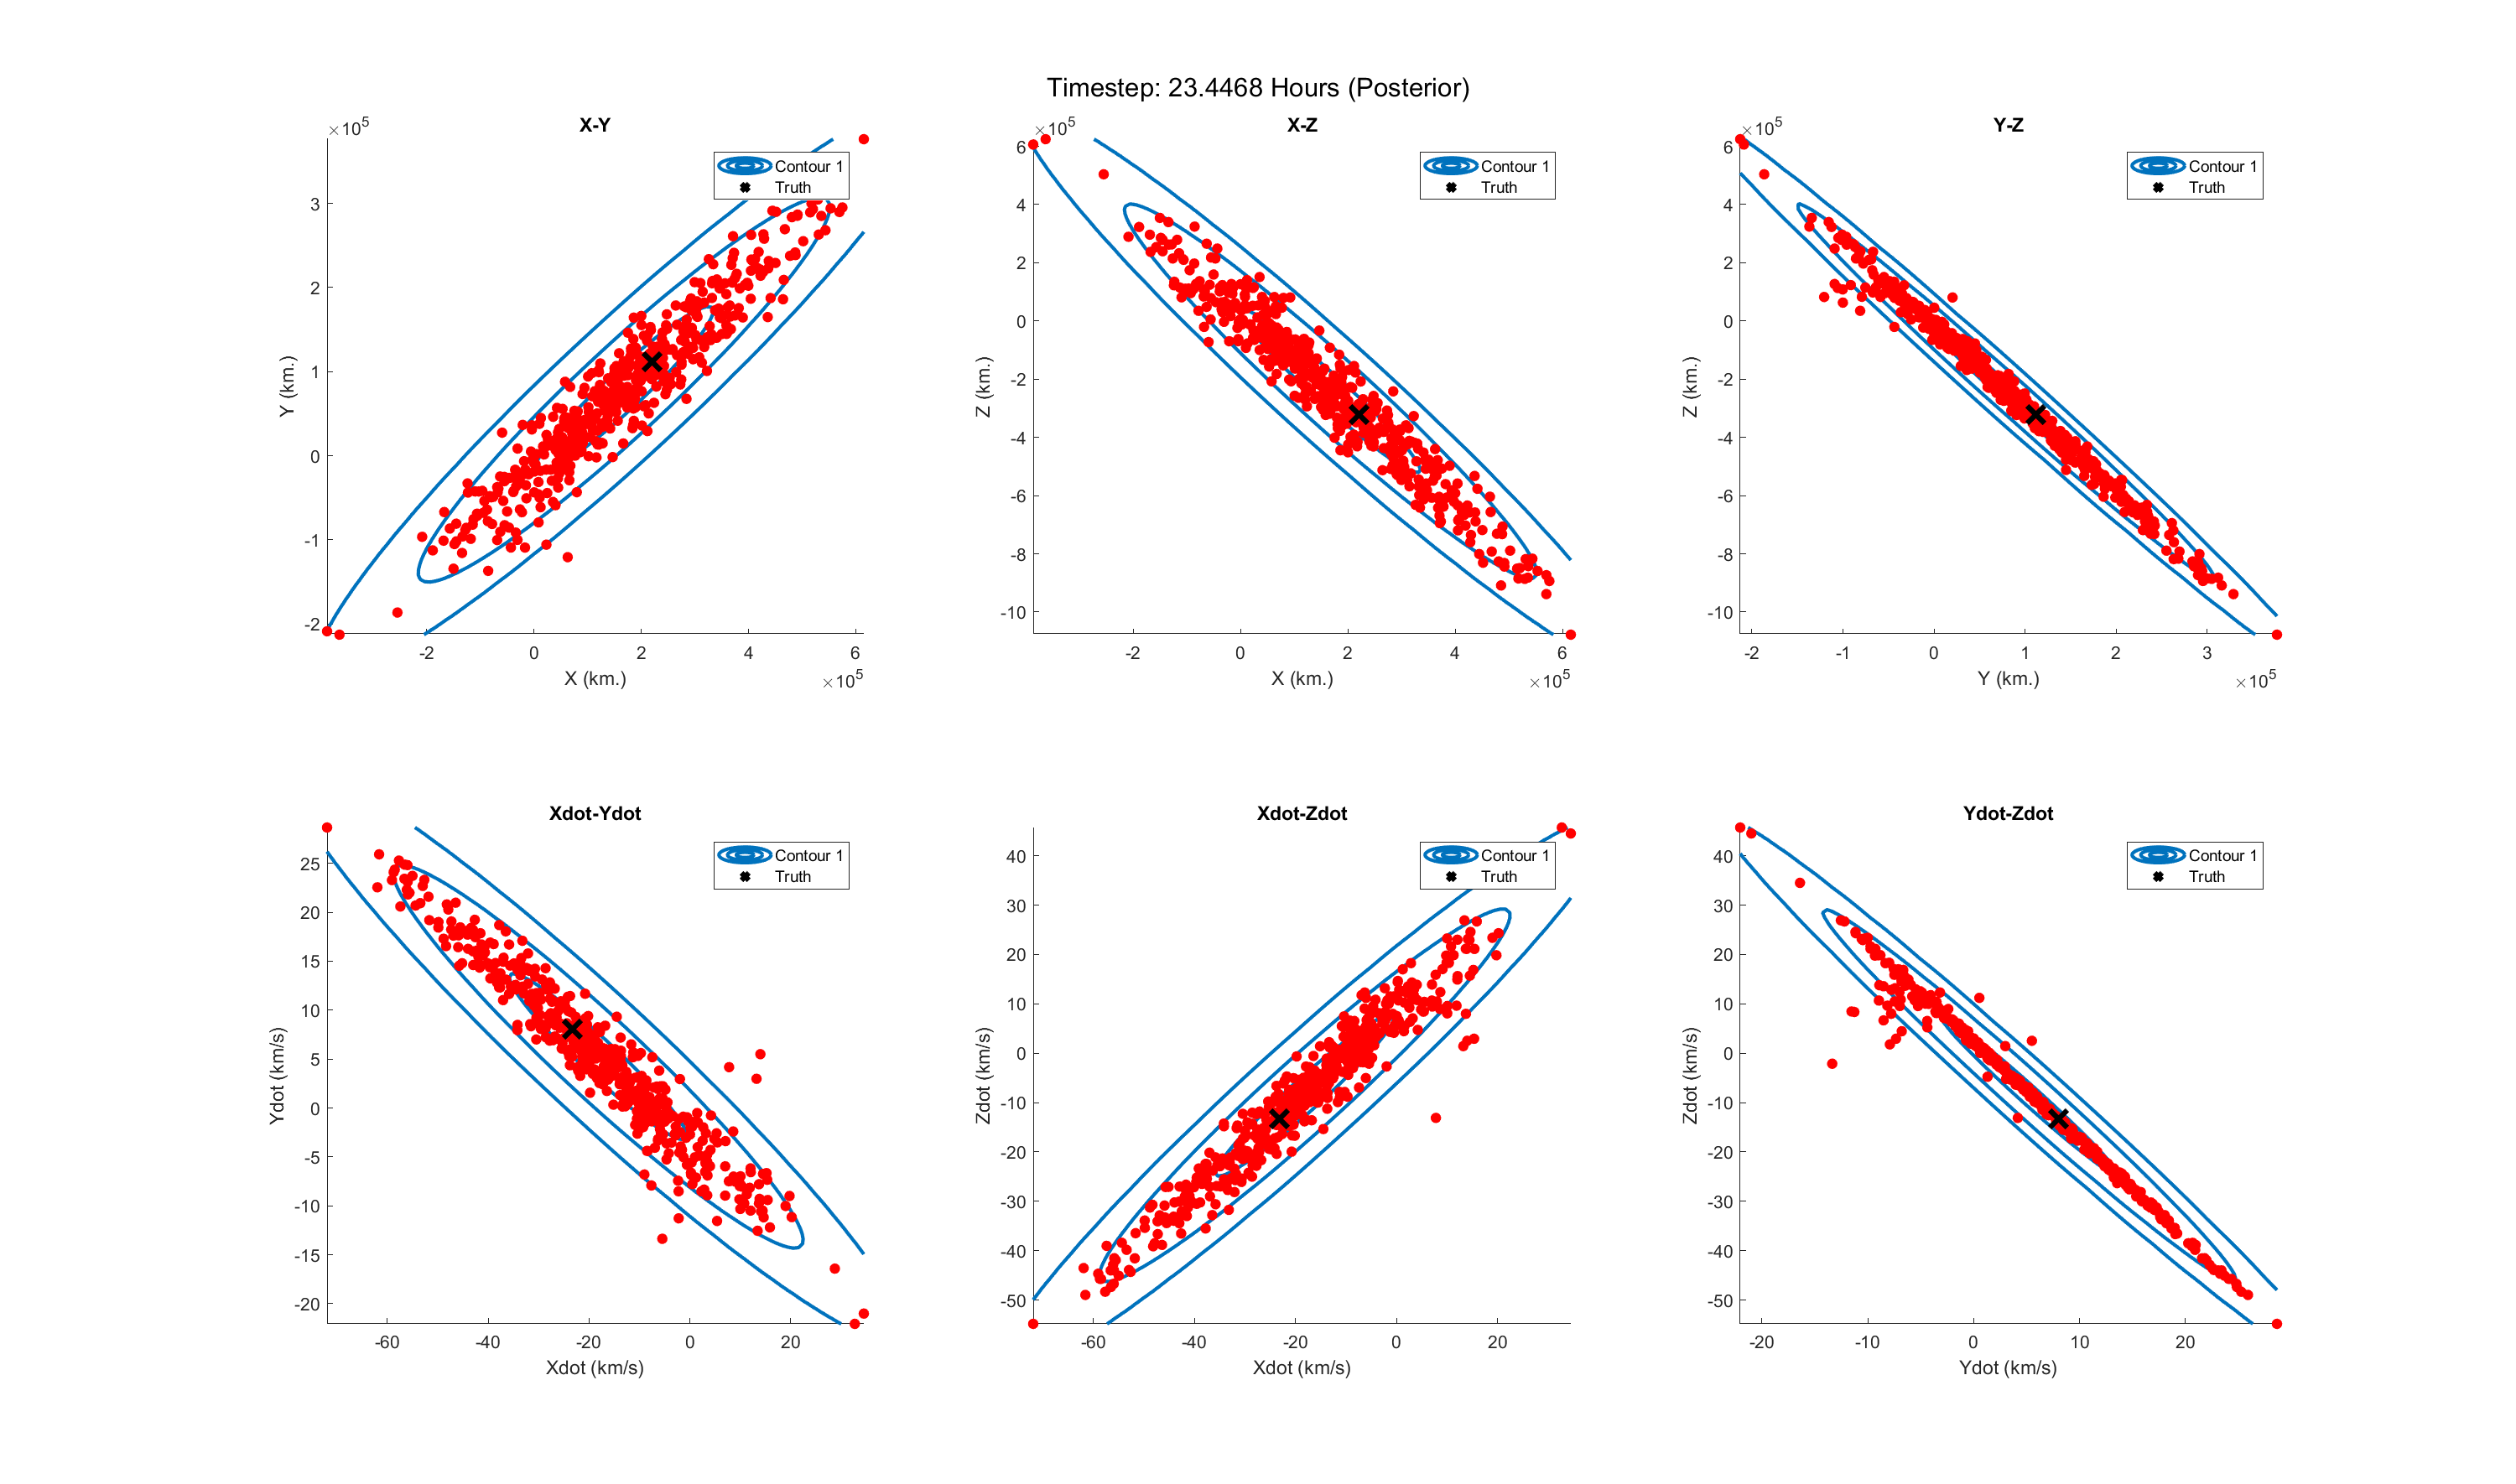 Timestep: 23.4468 Hours (Posterior)
X-Y
×10^5
3
2
1
0
-1
-2
Y (km.)
-2 0 2 4 6
X (km.)
×10^5
Contour 1
Truth
X-Z
×10^5
6
4
2
0
-2
-4
-6
-8
-10
Z (km.)
-2 0 2 4 6
X (km.)
×10^5
Contour 1
Truth
Y-Z
×10^5
6
4
2
0
-2
-4
-6
-8
-10
Z (km.)
-2 -1 0 1 2 3
Y (km.)
×10^5
Contour 1
Truth
Xdot-Ydot
25
20
15
10
5
0
-5
-10
-15
-20
Ydot (km/s)
-60 -40 -20 0 20
Xdot (km/s)
Contour 1
Truth
Xdot-Zdot
40
30
20
10
0
-10
-20
-30
-40
-50
Zdot (km/s)
-60 -40 -20 0 20
Xdot (km/s)
Contour 1
Truth
Ydot-Zdot
40
30
20
10
0
-10
-20
-30
-40
-50
Zdot (km/s)
-20 -10 0 10 20
Ydot (km/s)
Contour 1
Truth